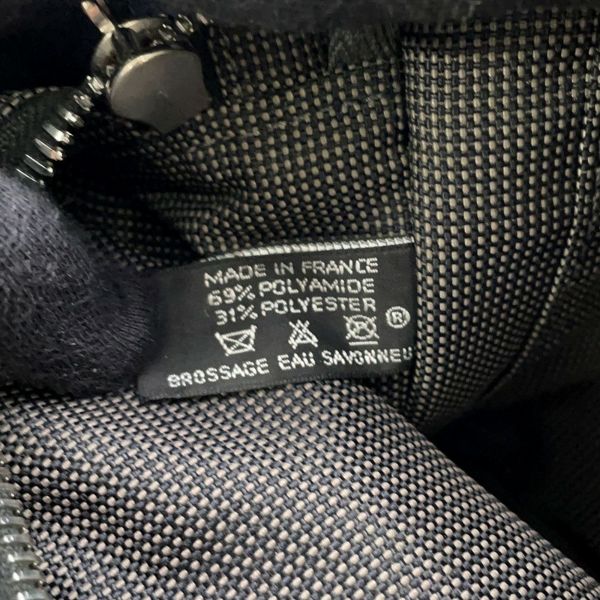 MADE IN FRANCE
69% POLYAMIDE
31% POLYESTER
®
BROSSAGE EAU SAVONNEU